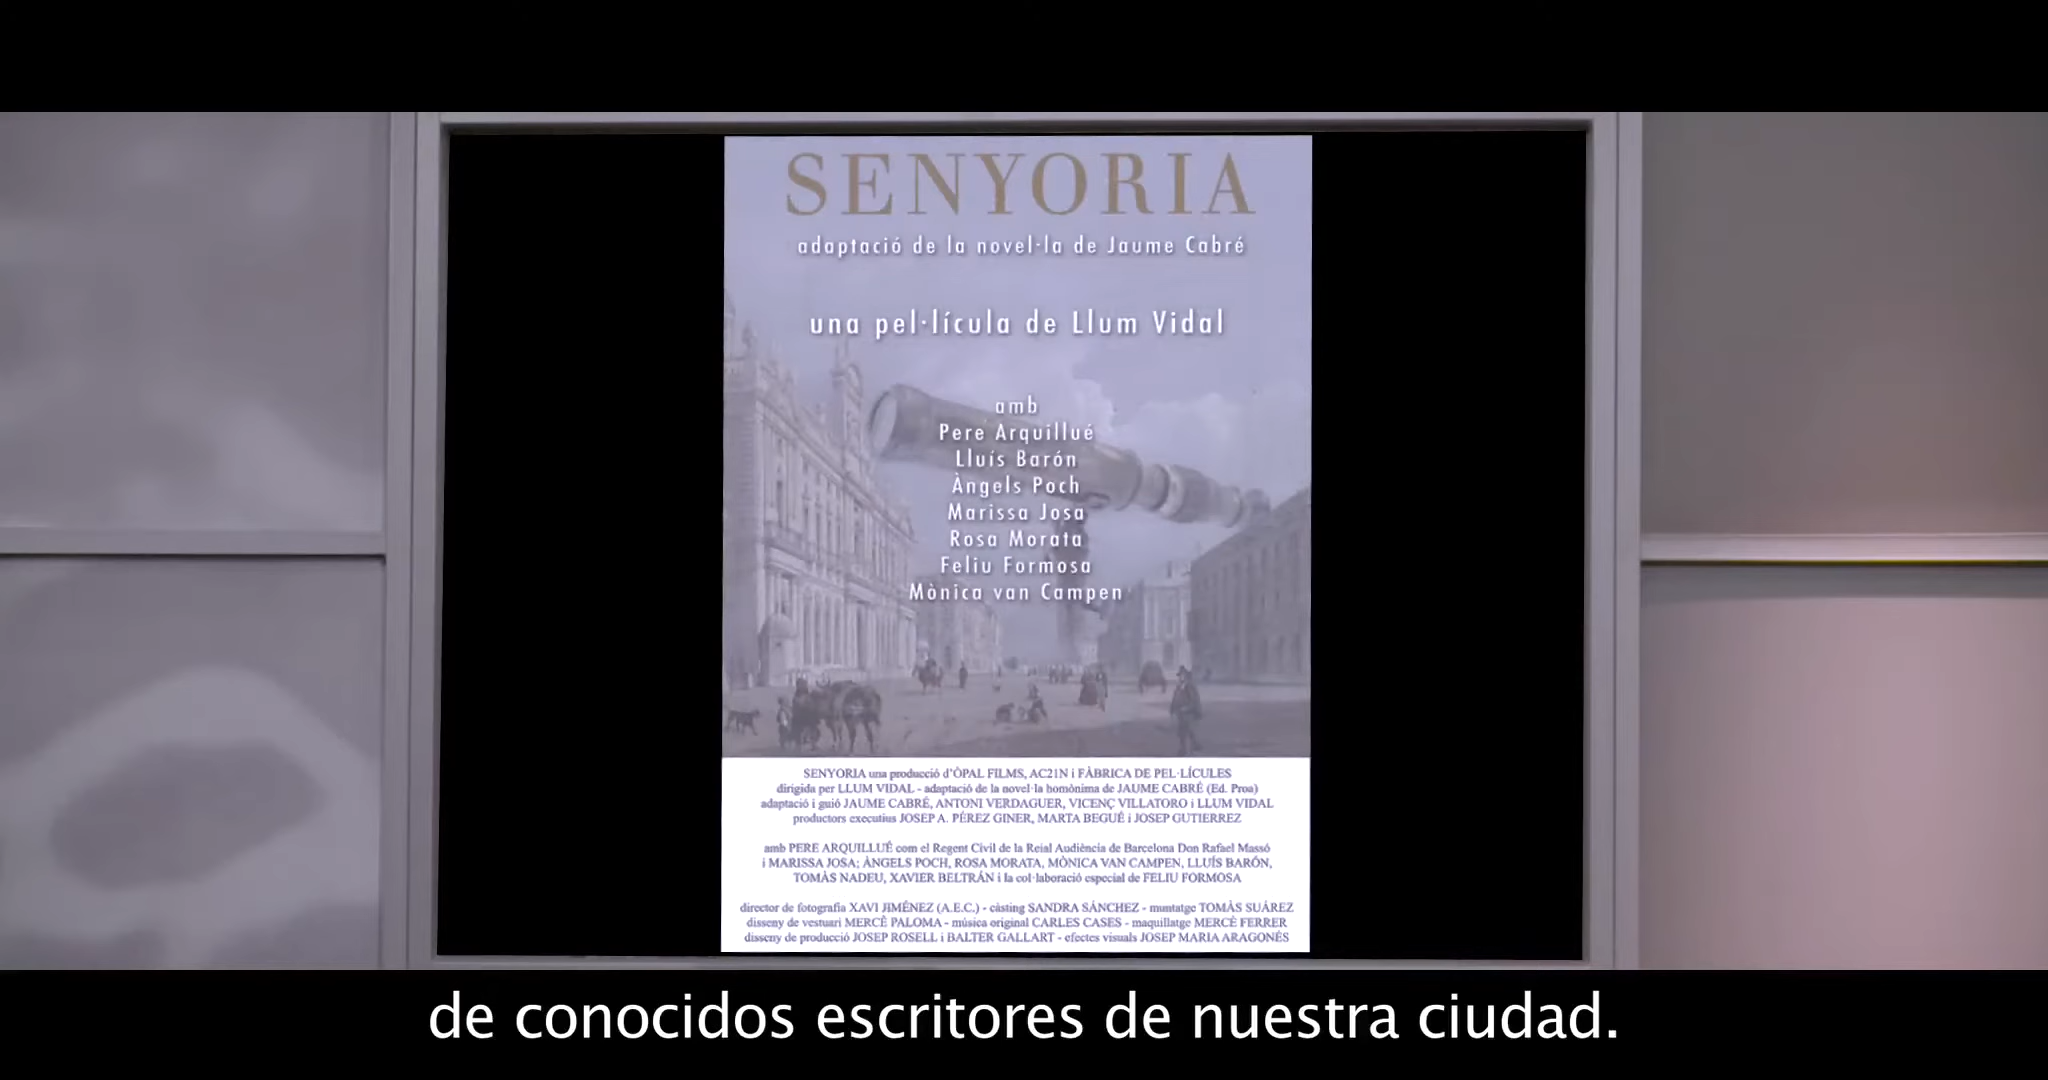 SENYORIA
adaptació de la novel·la de Jaume Cabré
una pel·lícula de Llum Vidal
amb
Pere Arquillué
Lluís Barón
Àngels Poch
Marissa Josa
Rosa Morata
Feliu Formosa
Mònica van Campen
SENYORIA una producció d'ÒPAL FILMS, AC21N i FÀBRICA DE PEL·LÍCULES
dirigida per LLUM VIDAL - adaptació de la novel·la homònima de JAUME CABRÉ (Ed. Proa)
adaptació i guió JAUME CABRÉ, ANTONI VERDAGUER, VICENÇ VILLATORO i LLUM VIDAL
productors executius JOSEP A. PÉREZ GINER, MARTA BEGUÉ i JOSEP GUTIERREZ
amb PERE ARQUILLUÉ com el Regent Civil de la Reial Audiència de Barcelona Don Rafael Massó
i MARISSA JOSA; ÀNGELS POCH, ROSA MORATA, MÒNICA VAN CAMPEN, LLUÍS BARÓN,
TOMÀS NADEU, XAVIER BELTRÁN i la col·laboració especial de FELIU FORMOSA
director de fotografia XAVI JIMÉNEZ (A.E.C.) - càsting SANDRA SÁNCHEZ - muntatge TOMÀS SUÁREZ
disseny de vestuari MERCÈ PALOMA - música original CARLES CASES - maquillatge MERCÈ FERRER
disseny de producció JOSEP ROSELL i BALTER GALLART - efectes visuals JOSEP MARIA ARAGONÉS
de conocidos escritores de nuestra ciudad.